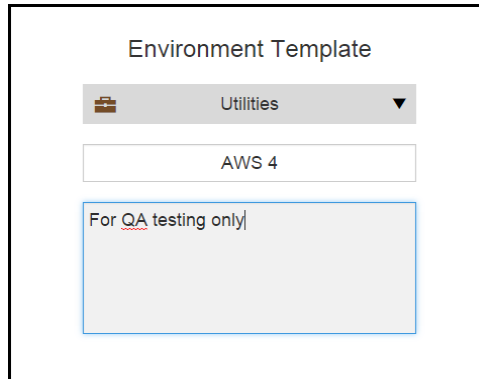 Environment Template
Utilities
AWS 4
For QA testing only